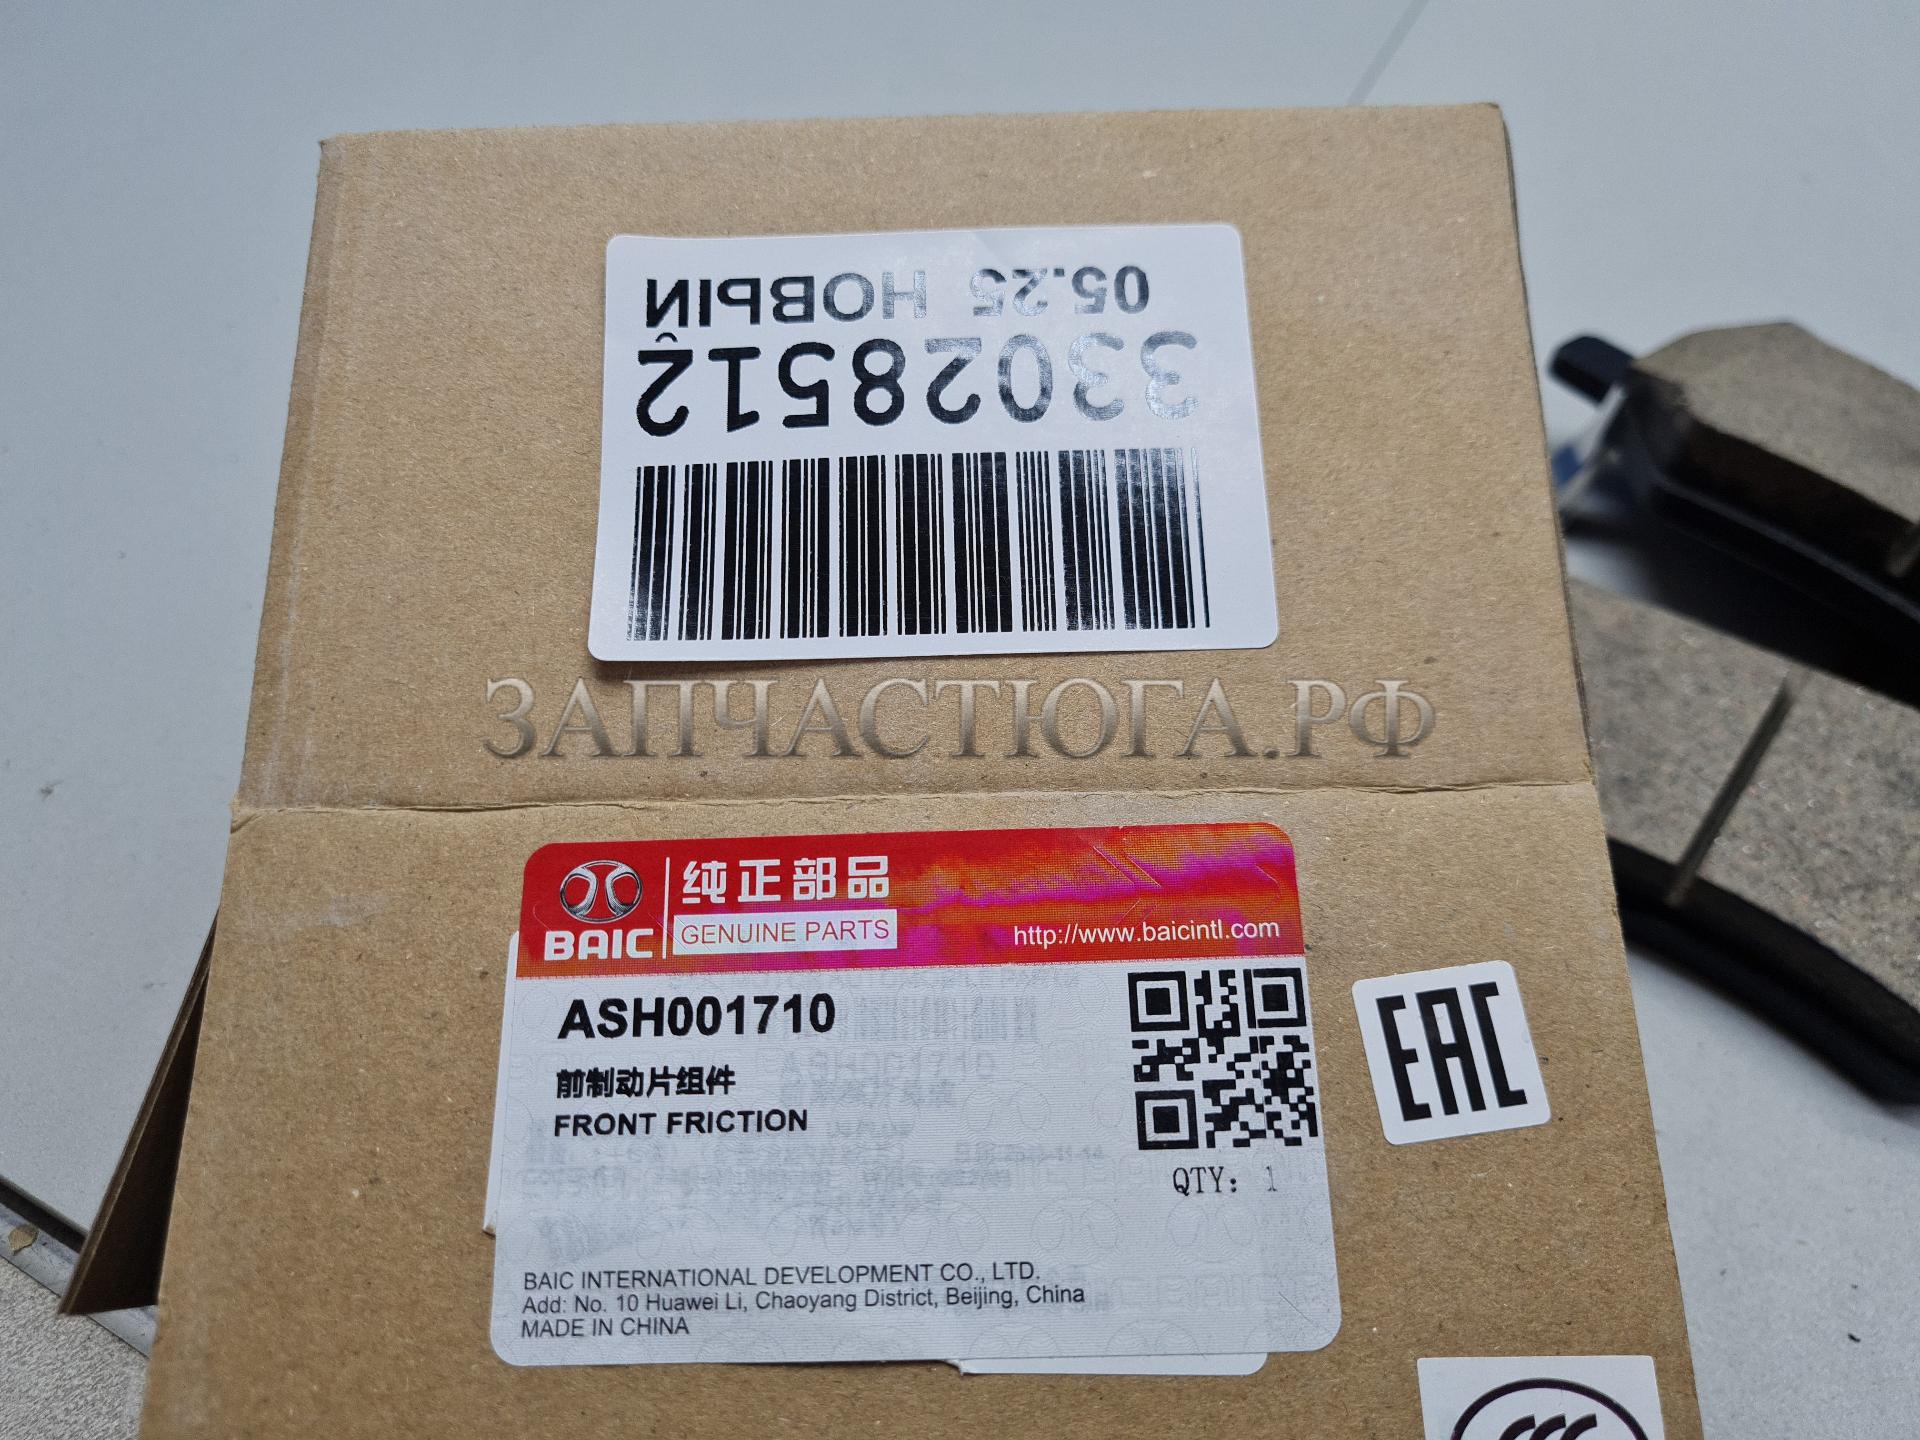 05.25 НОВЫЙ
33028512
ЗАПЧАСТЮГА.РФ
纯正部品
BAIC
GENUINE PARTS
http://www.baicintl.com
ASH001710
前制动片组件
FRONT FRICTION
QTY: 1
EAC
BAIC INTERNATIONAL DEVELOPMENT CO., LTD.
Add: No. 10 Huawei Li, Chaoyang District, Beijing, China
MADE IN CHINA
CCC